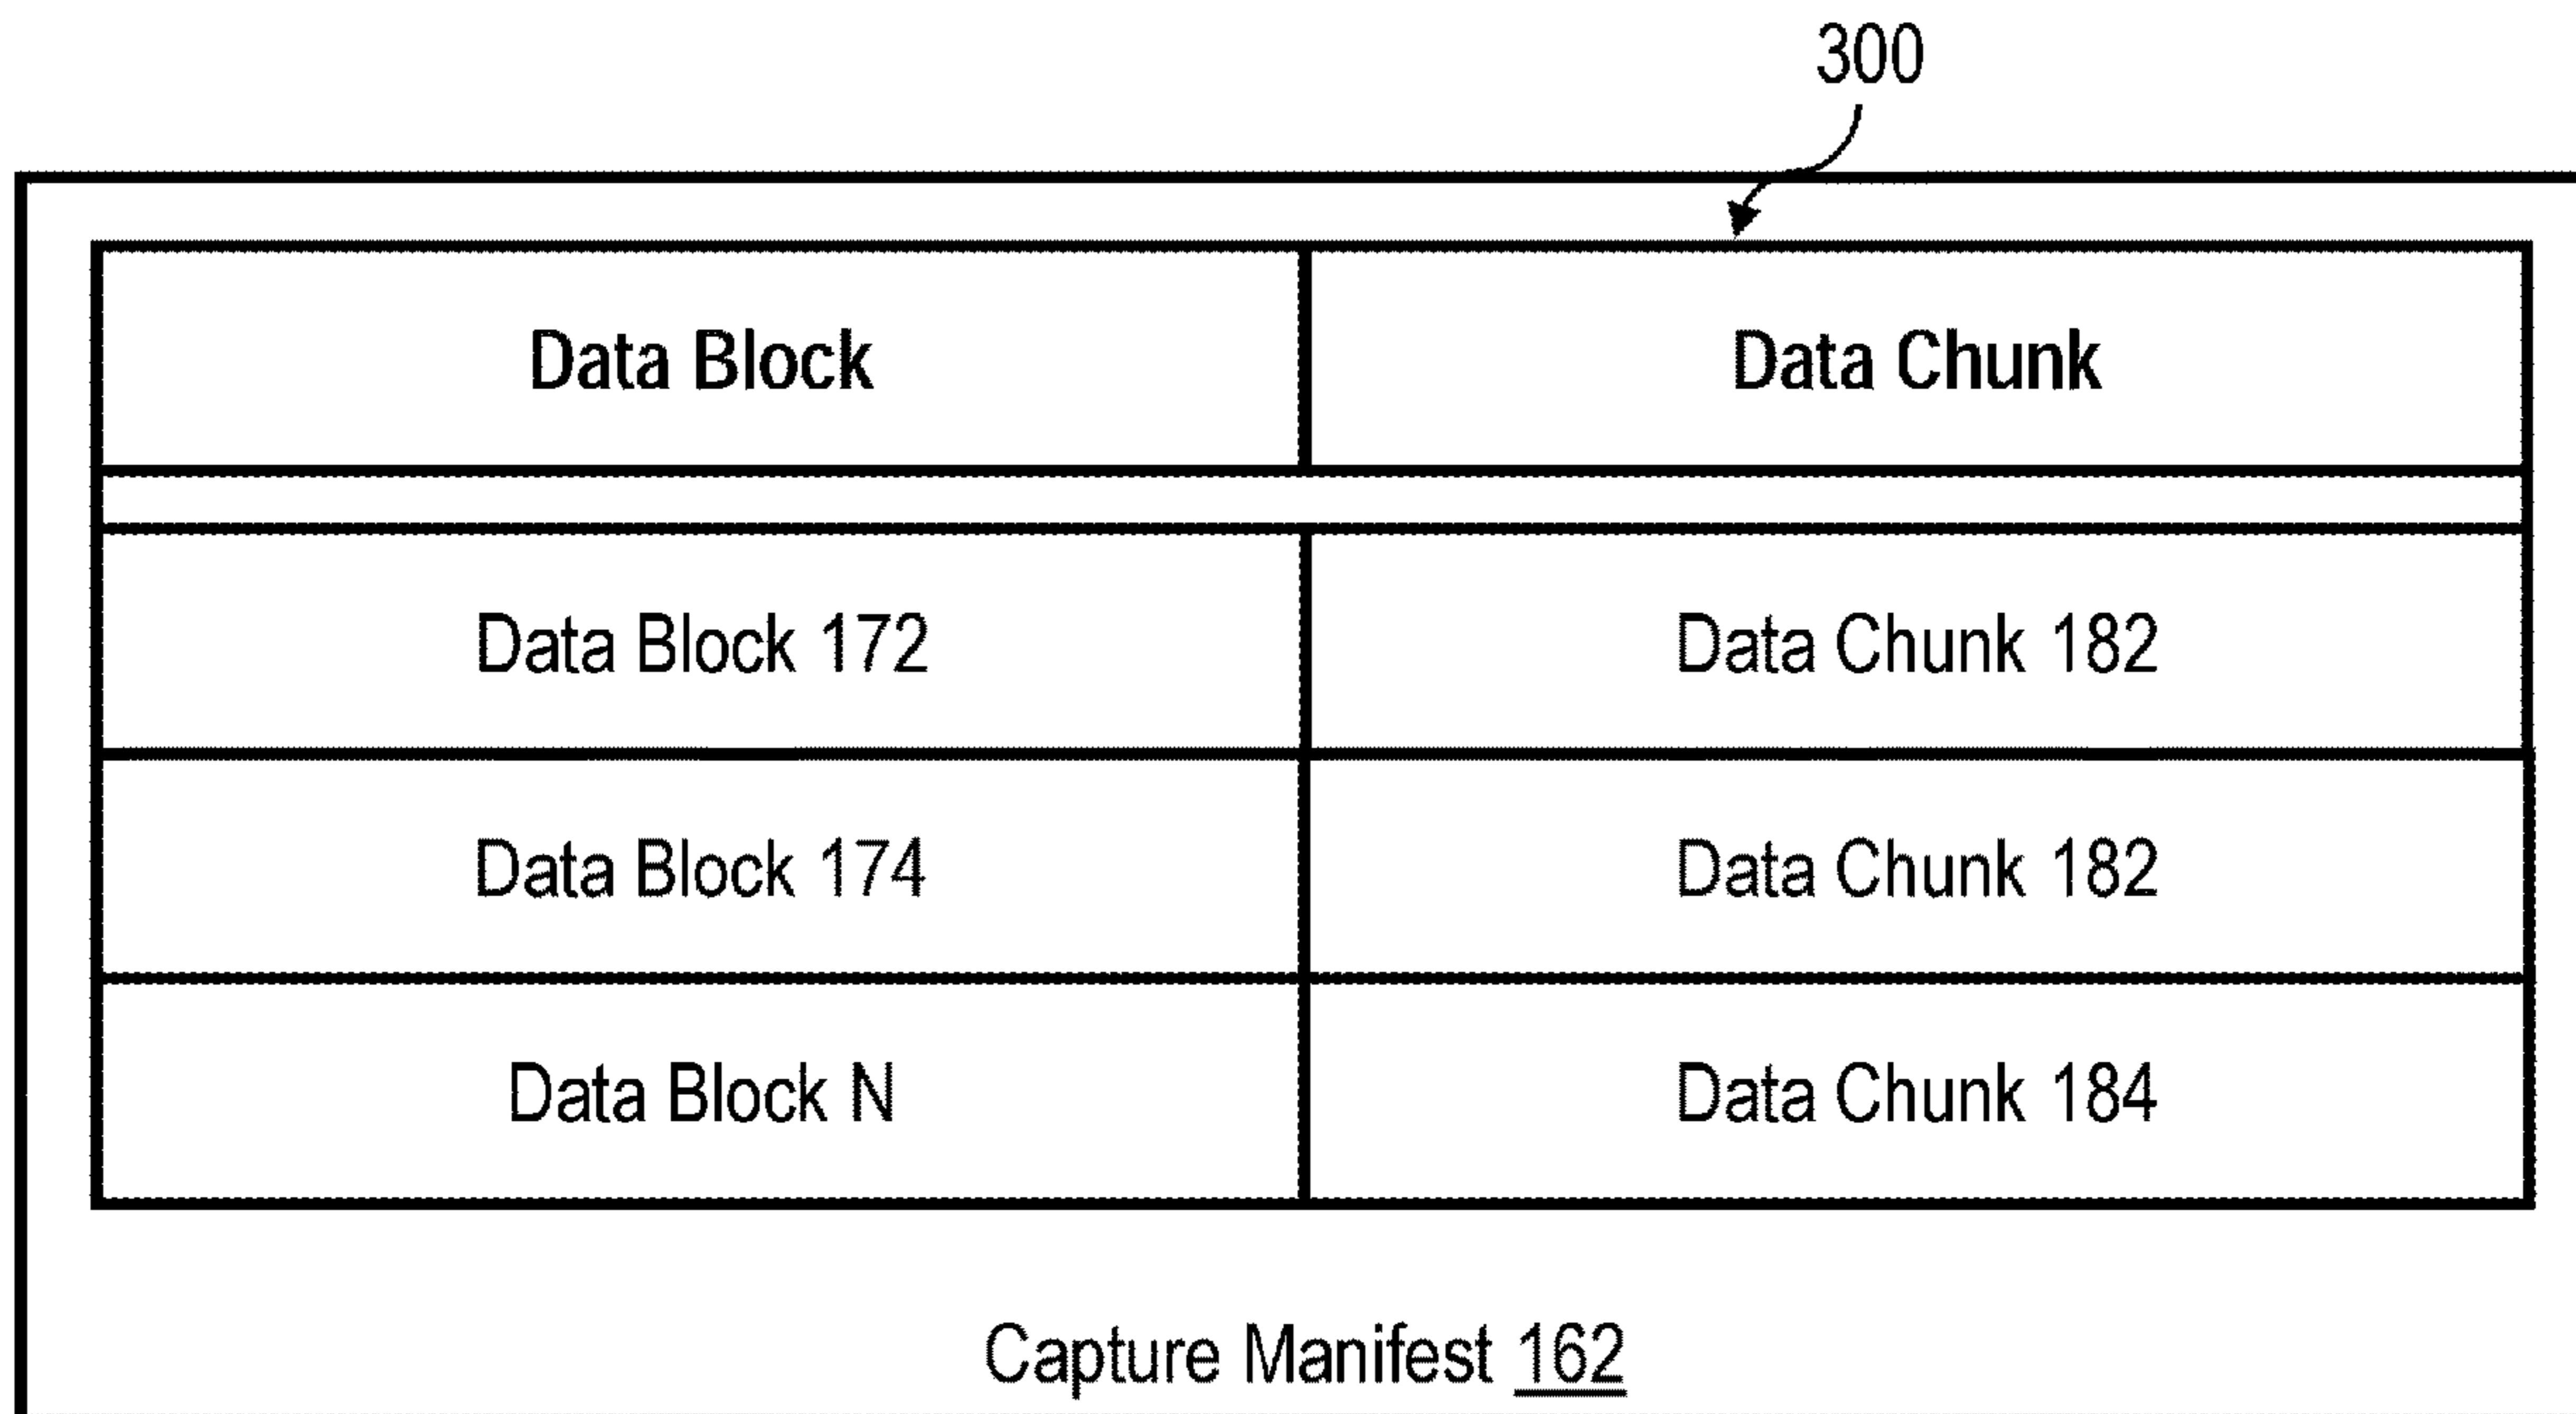 300
Data Block Data Chunk
Data Block 172 Data Chunk 182
Data Block 174 Data Chunk 182
Data Block N Data Chunk 184
Capture Manifest 162